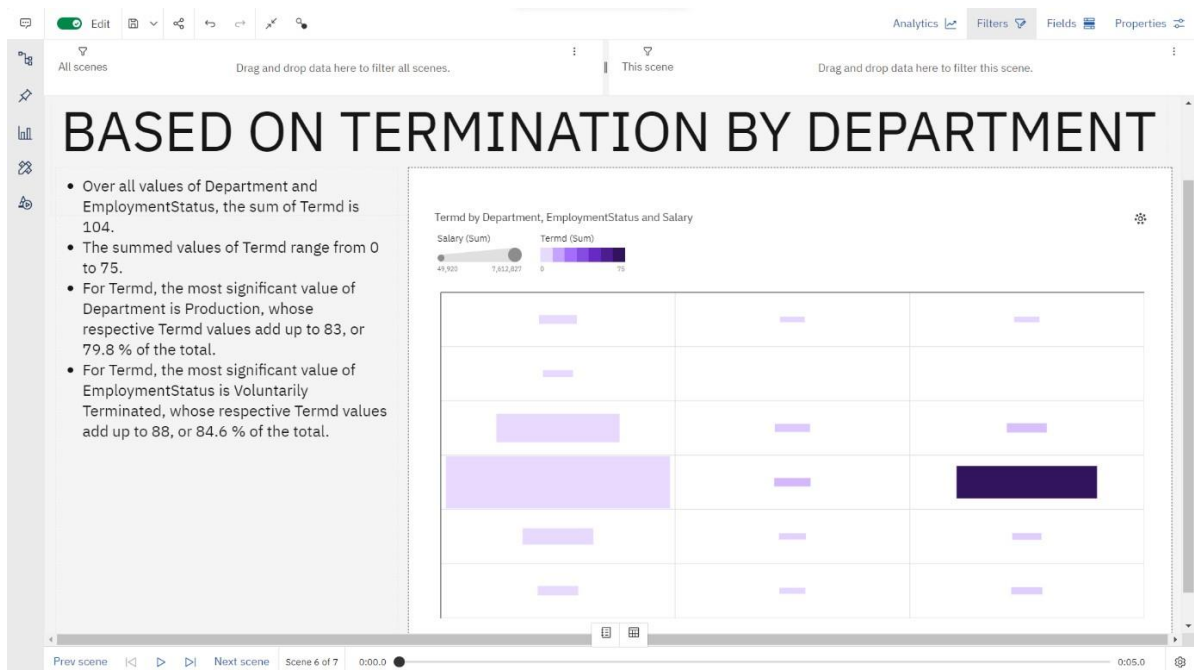 Edit
Analytics
Filters
Fields
Properties
All scenes
Drag and drop data here to filter all scenes.
This scene
Drag and drop data here to filter this scene.
BASED ON TERMINATION BY DEPARTMENT
• Over all values of Department and
EmploymentStatus, the sum of Termd is
104.
• The summed values of Termd range from 0
to 75.
• For Termd, the most significant value of
Department is Production, whose
respective Termd values add up to 83, or
79.8 % of the total.
• For Termd, the most significant value of
EmploymentStatus is Voluntarily
Terminated, whose respective Termd values
add up to 88, or 84.6 % of the total.
Termd by Department, EmploymentStatus and Salary
Salary (Sum)
Termd (Sum)
49,920
7,612,827
0
75
Prev scene
Next scene
Scene 6 of 7
0:00.0
0:05.0